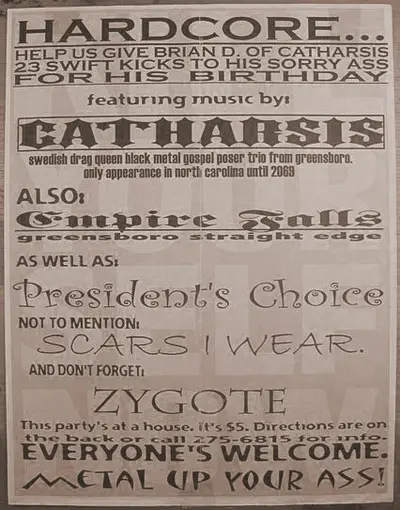 HARDCORE...
HELP US GIVE BRIAN D. OF CATHARSIS
23 SWIFT KICKS TO HIS SORRY ASS
FOR HIS BIRTHDAY
featuring music by:
CATHARSIS
swedish drag queen black metal gospel poser trio from greensboro.
only appearance in north carolina until 2069
ALSO:
Empire Falls
greensboro straight edge
AS WELL AS:
President's Choice
NOT TO MENTION:
SCARS I WEAR.
AND DON'T FORGET:
ZYGOTE
This party's at a house. It's $5. Directions are on
the back or call 275-6815 for info.
EVERYONE'S WELCOME.
METAL UP YOUR ASS!